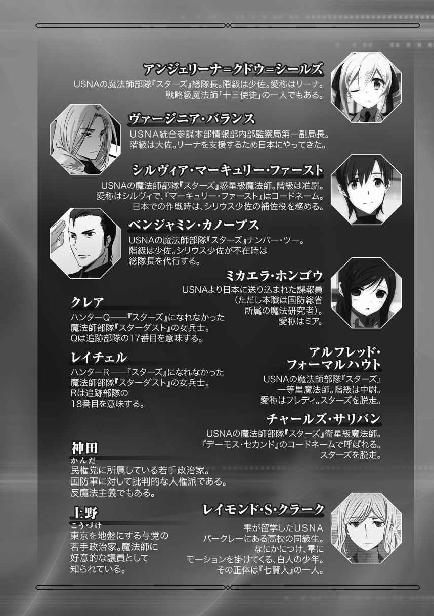 アンジェリーナ=クドウ=シールズ
USNAの魔法師部隊『スターズ』総隊長。階級は少佐。愛称はリーナ。
戦略級魔法師『十三使徒』の一人でもある。
ヴァージニア・バランス
USNA統合参謀本部情報部内部監察局第一副局長。
階級は大佐。リーナを支援するため日本にやってきた。
シルヴィア・マーキュリー・ファースト
USNAの魔法師部隊『スターズ』惑星級魔法師。階級は准尉。
愛称はシルヴィで、『マーキュリー・ファースト』はコードネーム。
日本での作戦時は、シリウス少佐の補佐役を務める。
ベンジャミン・カノープス
USNAの魔法師部隊『スターズ』ナンバー・ツー。
階級は少佐。シリウス少佐が不在時は
総隊長を代行する。
ミカエラ・ホンゴウ
USNAより日本に送り込まれた諜報員
（ただし本職は国防総省
所属の魔法研究者）。
愛称はミア。
クレア
ハンターQ――『スターズ』になれなかった
魔法師部隊『スターダスト』の女兵士。
Qは追跡部隊の17番目を意味する。
レイチェル
ハンターR――『スターズ』になれなかった
魔法師部隊『スターダスト』の女兵士。
Rは追跡部隊の
18番目を意味する。
アルフレッド・
フォーマルハウト
USNAの魔法師部隊『スターズ』
一等星魔法師。階級は中尉。
愛称はフレディ。スターズを脱走。
チャールズ・サリバン
USNAの魔法師部隊『スターズ』衛星級魔法師。
『デーモス・セカンド』のコードネームで呼ばれる。
スターズを脱走。
神田
かんだ
民権党に所属している若手政治家。
国防軍に対して批判的な人権派である。
反魔法主義でもある。
上野
こうづけ
東京を地盤にする与党の
若手政治家。魔法師に
好意的な議員として
知られている。
レイモンド・S・クラーク
雫が留学したUSNA
バークレーにある高校の同級生。
なにかにつけ、雫に
モーションを掛けてくる、白人の少年。
その正体は『七賢人』の一人。